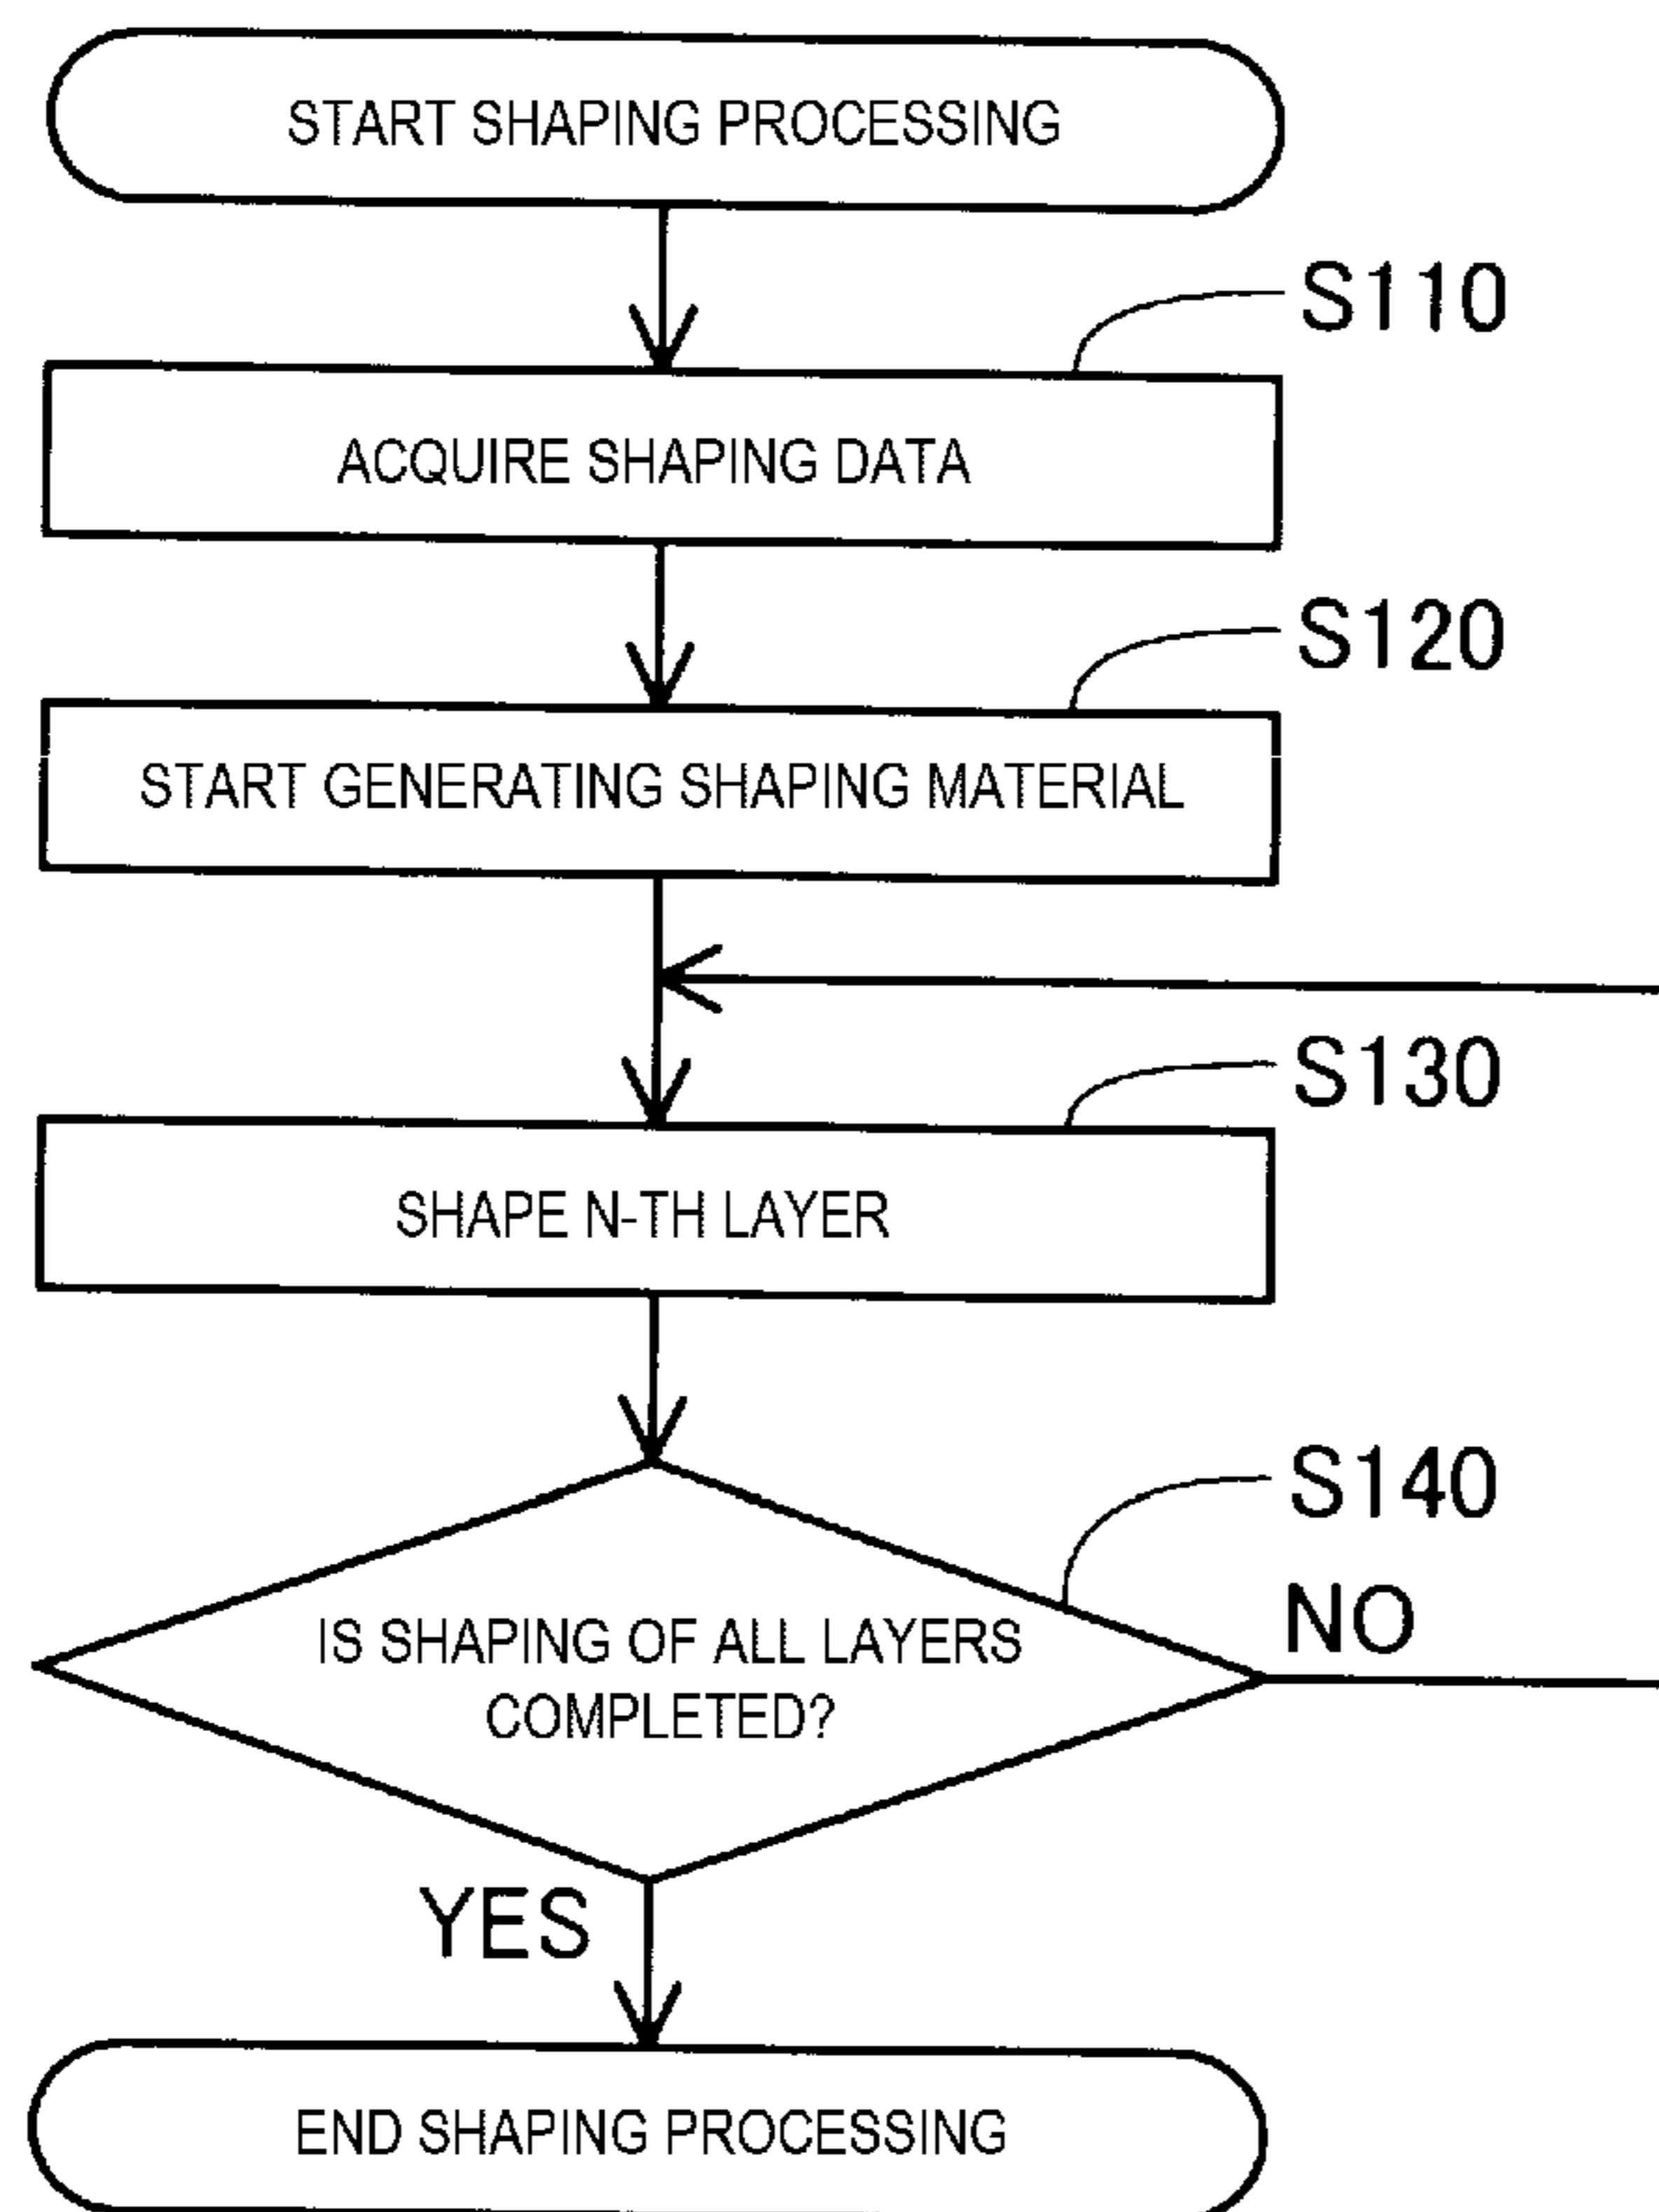 START SHAPING PROCESSING
S110
ACQUIRE SHAPING DATA
S120
START GENERATING SHAPING MATERIAL
S130
SHAPE N-TH LAYER
S140
NO
IS SHAPING OF ALL LAYERS
COMPLETED?
YES
END SHAPING PROCESSING